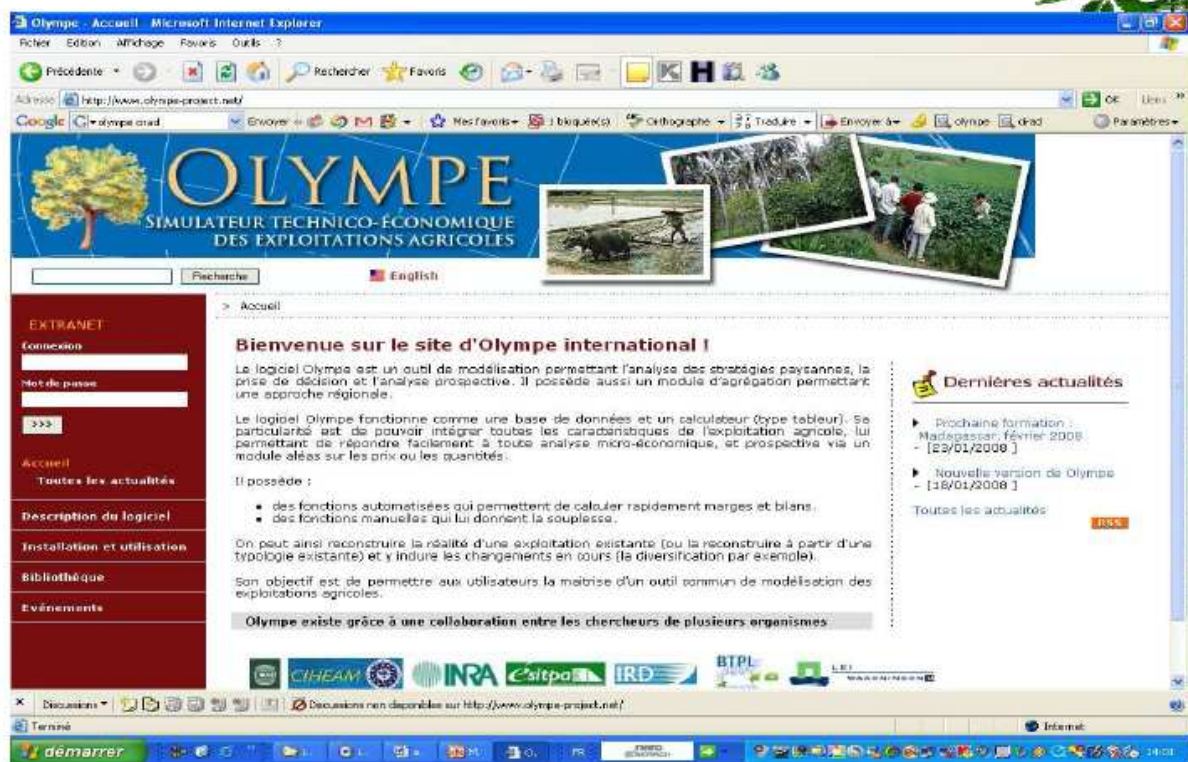 Olympe - Accueil Microsoft Internet Explorer
Fichier Edition Affichage Favoris Outils ?
Précédente Rechercher Favoris
Adresse http://www.olympe-project.net/ OK Liens »
Google olympe cirad Envoyer Mes favoris 1 bloquée(s) Orthographe Traduire Envoyer à olympe cirad Paramètres
OLYMPE
SIMULATEUR TECHNICO-ÉCONOMIQUE
DES EXPLOITATIONS AGRICOLES
Recherche English
> Accueil
EXTRANET
Connexion
Mot de passe
>>>
Accueil
Toutes les actualités
Description du logiciel
Installation et utilisation
Bibliothéque
Evénements
Bienvenue sur le site d'Olympe international !
Le logiciel Olympe est un outil de modélisation permettant l'analyse des stratégies paysannes, la
prise de décision et l'analyse prospective. Il possède aussi un module d'agrégation permettant
une approche régionale.
Le logiciel Olympe fonctionne comme une base de données et un calculateur (type tableur). Sa
particularité est de pouvoir intégrer toutes les caractéristiques de l'exploitation agricole, lui
permettant de répondre facilement à toute analyse micro-économique, et prospective via un
module aléas sur les prix ou les quantités.
Il possède :
• des fonctions automatisées qui permettent de calculer rapidement marges et bilans.
• des fonctions manuelles qui lui donnent la souplesse.
On peut ainsi reconstruire la réalité d'une exploitation existante (ou la reconstruire à partir d'une
typologie existante) et y induire les changements en cours (la diversification par exemple).
Son objectif est de permettre aux utilisateurs la maitrise d'un outil commun de modélisation des
exploitations agricoles.
Olympe existe grâce à une collaboration entre les chercheurs de plusieurs organismes
CIHEAM INRA C'sitpa IRD BTPL LEI
Dernières actualités
Prochaine formation :
Madagascar, février 2008
- [23/01/2008 ]
Nouvelle version de Olympe
- [18/01/2008 ]
Toutes les actualités
RSS
Discussions Discussions non disponibles sur http://www.olympe-project.net/
Terminé Internet
démarrer FR 14:01